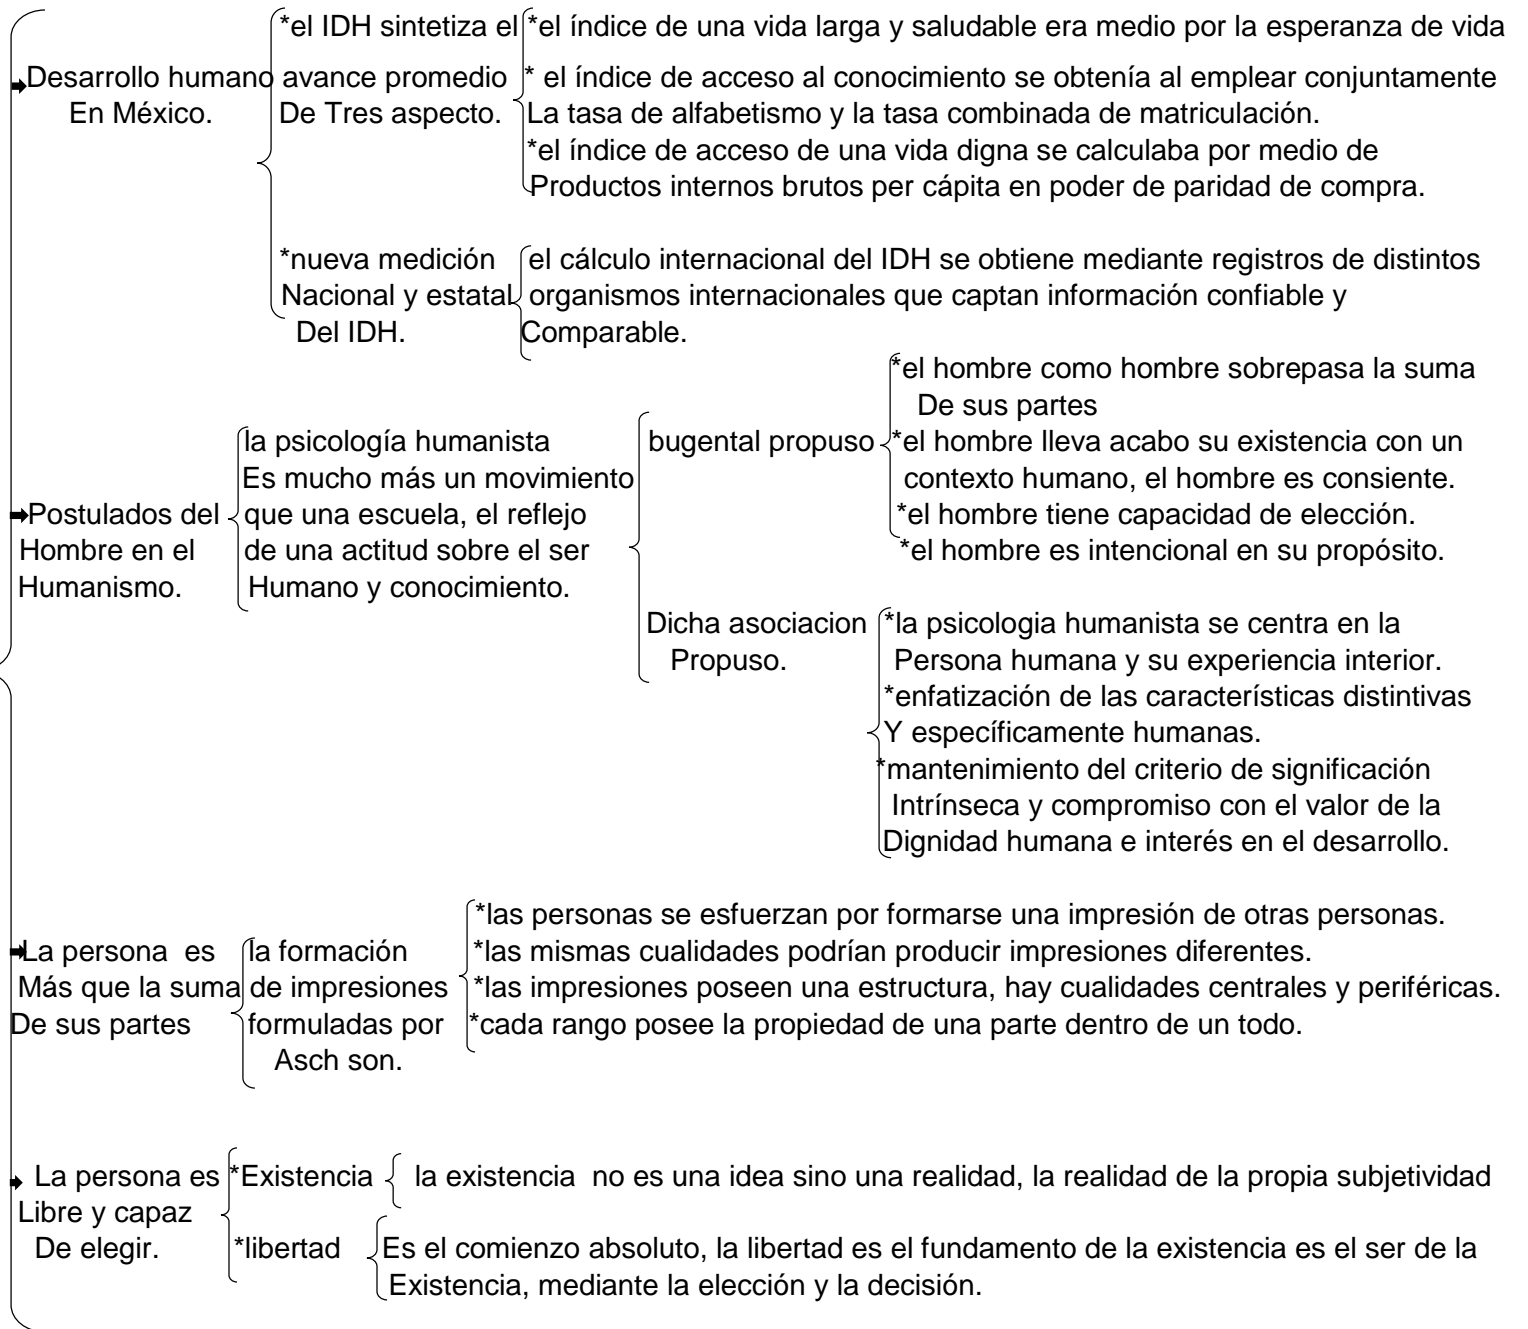 *el IDH sintetiza el
Desarrollo humano avance promedio
En México. De Tres aspecto.
*el índice de una vida larga y saludable era medio por la esperanza de vida
* el índice de acceso al conocimiento se obtenía al emplear conjuntamente
La tasa de alfabetismo y la tasa combinada de matriculación.
*el índice de acceso de una vida digna se calculaba por medio de
Productos internos brutos per cápita en poder de paridad de compra.
*nueva medición
Nacional y estatal
Del IDH.
el cálculo internacional del IDH se obtiene mediante registros de distintos
organismos internacionales que captan información confiable y
Comparable.
Postulados del
Hombre en el
Humanismo.
la psicología humanista
Es mucho más un movimiento
que una escuela, el reflejo
de una actitud sobre el ser
Humano y conocimiento.
bugental propuso
*el hombre como hombre sobrepasa la suma
De sus partes
*el hombre lleva acabo su existencia con un
contexto humano, el hombre es consiente.
*el hombre tiene capacidad de elección.
*el hombre es intencional en su propósito.
Dicha asociacion
Propuso.
*la psicologia humanista se centra en la
Persona humana y su experiencia interior.
*enfatización de las características distintivas
Y específicamente humanas.
*mantenimiento del criterio de significación
Intrínseca y compromiso con el valor de la
Dignidad humana e interés en el desarrollo.
La persona es
Más que la suma
De sus partes
la formación
de impresiones
formuladas por
Asch son.
*las personas se esfuerzan por formarse una impresión de otras personas.
*las mismas cualidades podrían producir impresiones diferentes.
*las impresiones poseen una estructura, hay cualidades centrales y periféricas.
*cada rango posee la propiedad de una parte dentro de un todo.
La persona es
Libre y capaz
De elegir.
*Existencia
la existencia no es una idea sino una realidad, la realidad de la propia subjetividad
*libertad
Es el comienzo absoluto, la libertad es el fundamento de la existencia es el ser de la
Existencia, mediante la elección y la decisión.